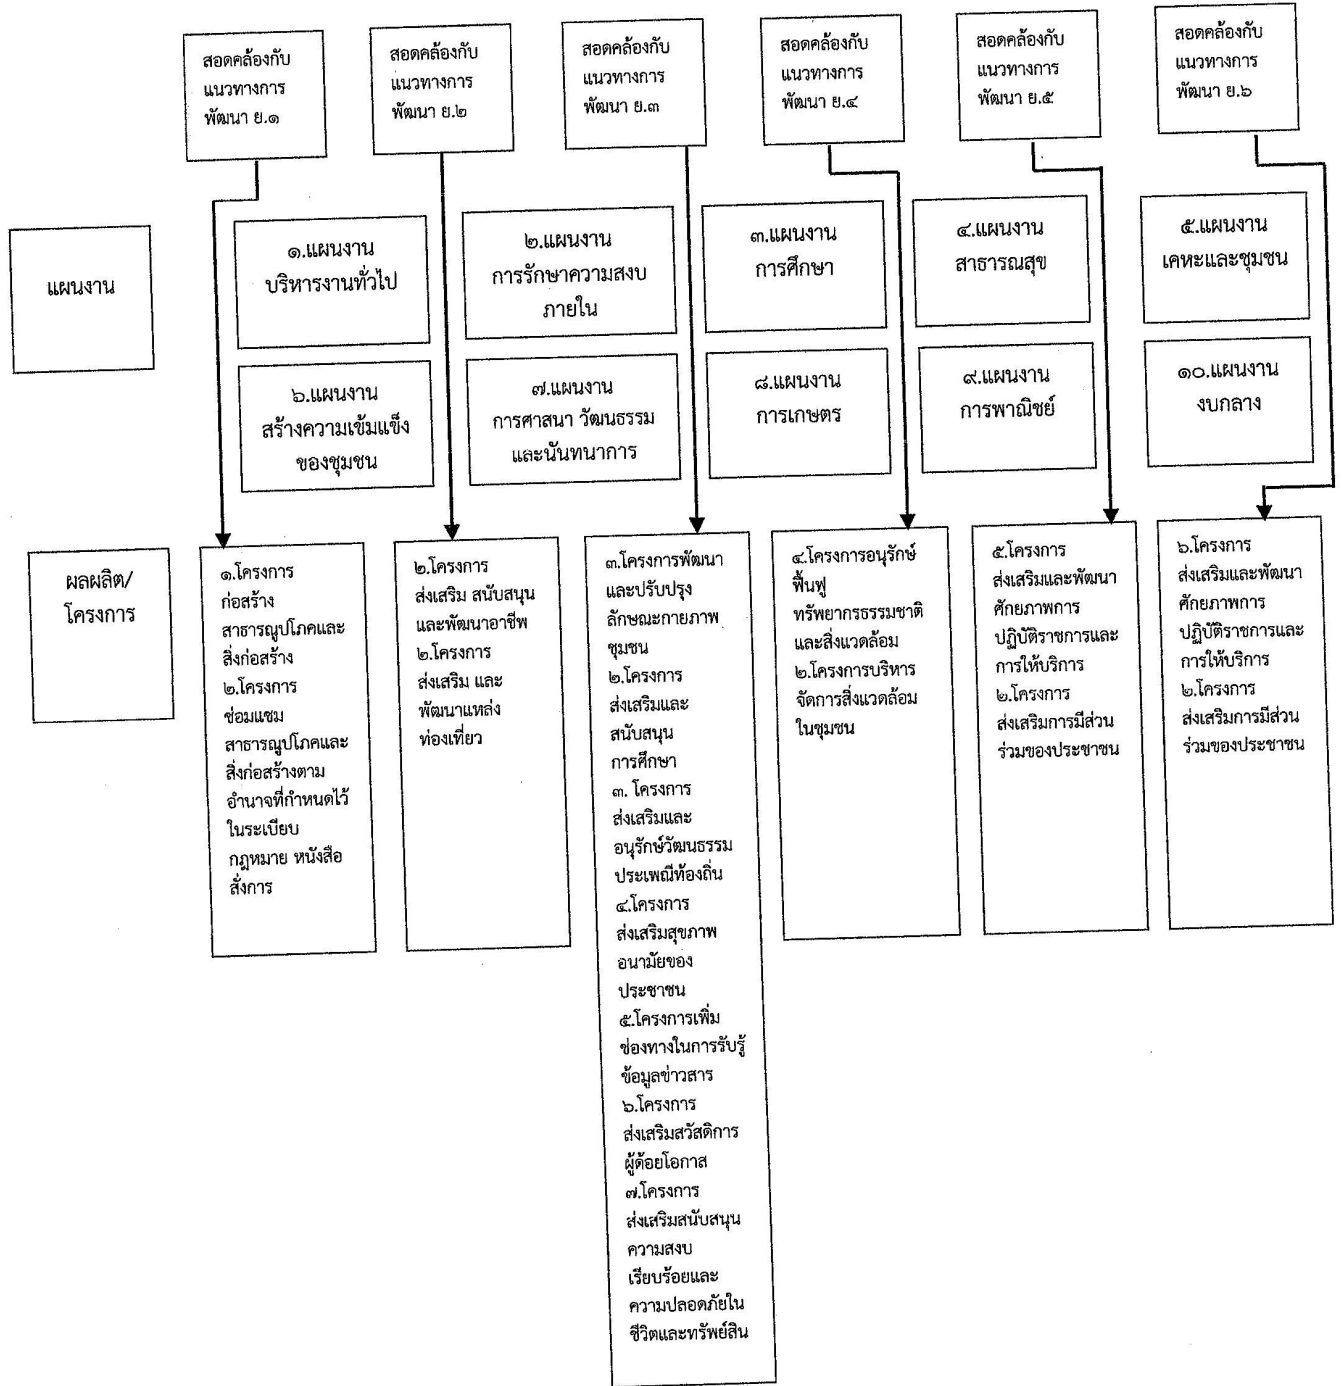 สอดคล้องกับ
แนวทางการ
พัฒนา ย.๑
สอดคล้องกับ
แนวทางการ
พัฒนา ย.๒
สอดคล้องกับ
แนวทางการ
พัฒนา ย.๓
สอดคล้องกับ
แนวทางการ
พัฒนา ย.๔
สอดคล้องกับ
แนวทางการ
พัฒนา ย.๕
สอดคล้องกับ
แนวทางการ
พัฒนา ย.๖
แผนงาน
๑.แผนงาน
บริหารงานทั่วไป
๒.แผนงาน
การรักษาความสงบ
ภายใน
๓.แผนงาน
การศึกษา
๔.แผนงาน
สาธารณสุข
๕.แผนงาน
เคหะและชุมชน
๖.แผนงาน
สร้างความเข้มแข็ง
ของชุมชน
๗.แผนงาน
การศาสนา วัฒนธรรม
และนันทนาการ
๘.แผนงาน
การเกษตร
๙.แผนงาน
การพาณิชย์
๑๐.แผนงาน
งบกลาง
ผลผลิต/
โครงการ
๑.โครงการ
ก่อสร้าง
สาธารณูปโภคและ
สิ่งก่อสร้าง
๒.โครงการ
ซ่อมแซม
สาธารณูปโภคและ
สิ่งก่อสร้างตาม
อำนาจที่กำหนดไว้
ในระเบียบ
กฎหมาย หนังสือ
สั่งการ
๒.โครงการ
ส่งเสริม สนับสนุน
และพัฒนาอาชีพ
๒.โครงการ
ส่งเสริม และ
พัฒนาแหล่ง
ท่องเที่ยว
๓.โครงการพัฒนา
และปรับปรุง
ลักษณะกายภาพ
ชุมชน
๒.โครงการ
ส่งเสริมและ
สนับสนุน
การศึกษา
๓. โครงการ
ส่งเสริมและ
อนุรักษ์วัฒนธรรม
ประเพณีท้องถิ่น
๔.โครงการ
ส่งเสริมสุขภาพ
อนามัยของ
ประชาชน
๕.โครงการเพิ่ม
ช่องทางในการรับรู้
ข้อมูลข่าวสาร
๖.โครงการ
ส่งเสริมสวัสดิการ
ผู้ด้อยโอกาส
๗.โครงการ
ส่งเสริมสนับสนุน
ความสงบ
เรียบร้อยและ
ความปลอดภัยใน
ชีวิตและทรัพย์สิน
๔.โครงการอนุรักษ์
ฟื้นฟู
ทรัพยากรธรรมชาติ
และสิ่งแวดล้อม
๒.โครงการบริหาร
จัดการสิ่งแวดล้อม
ในชุมชน
๕.โครงการ
ส่งเสริมและพัฒนา
ศักยภาพการ
ปฏิบัติราชการและ
การให้บริการ
๒.โครงการ
ส่งเสริมการมีส่วน
ร่วมของประชาชน
๖.โครงการ
ส่งเสริมและพัฒนา
ศักยภาพการ
ปฏิบัติราชการและ
การให้บริการ
๒.โครงการ
ส่งเสริมการมีส่วน
ร่วมของประชาชน